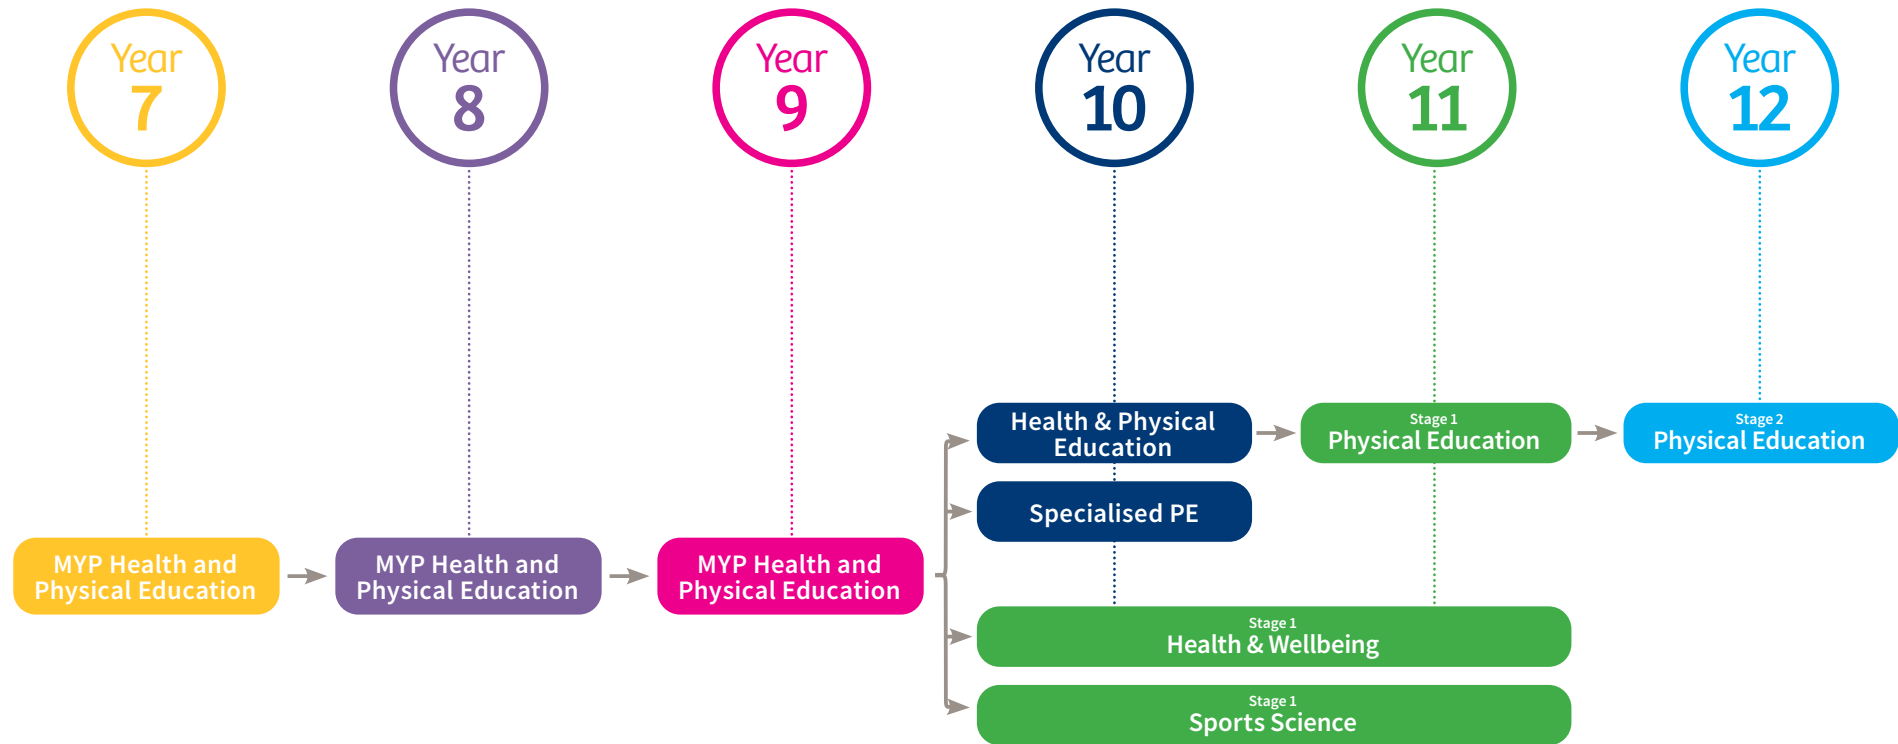 Year
7
Year
8
Year
9
Year
10
Year
11
Year
12
MYP Health and
Physical Education
MYP Health and
Physical Education
MYP Health and
Physical Education
Health & Physical
Education
Specialised PE
Stage 1
Physical Education
Stage 2
Physical Education
Stage 1
Health & Wellbeing
Stage 1
Sports Science